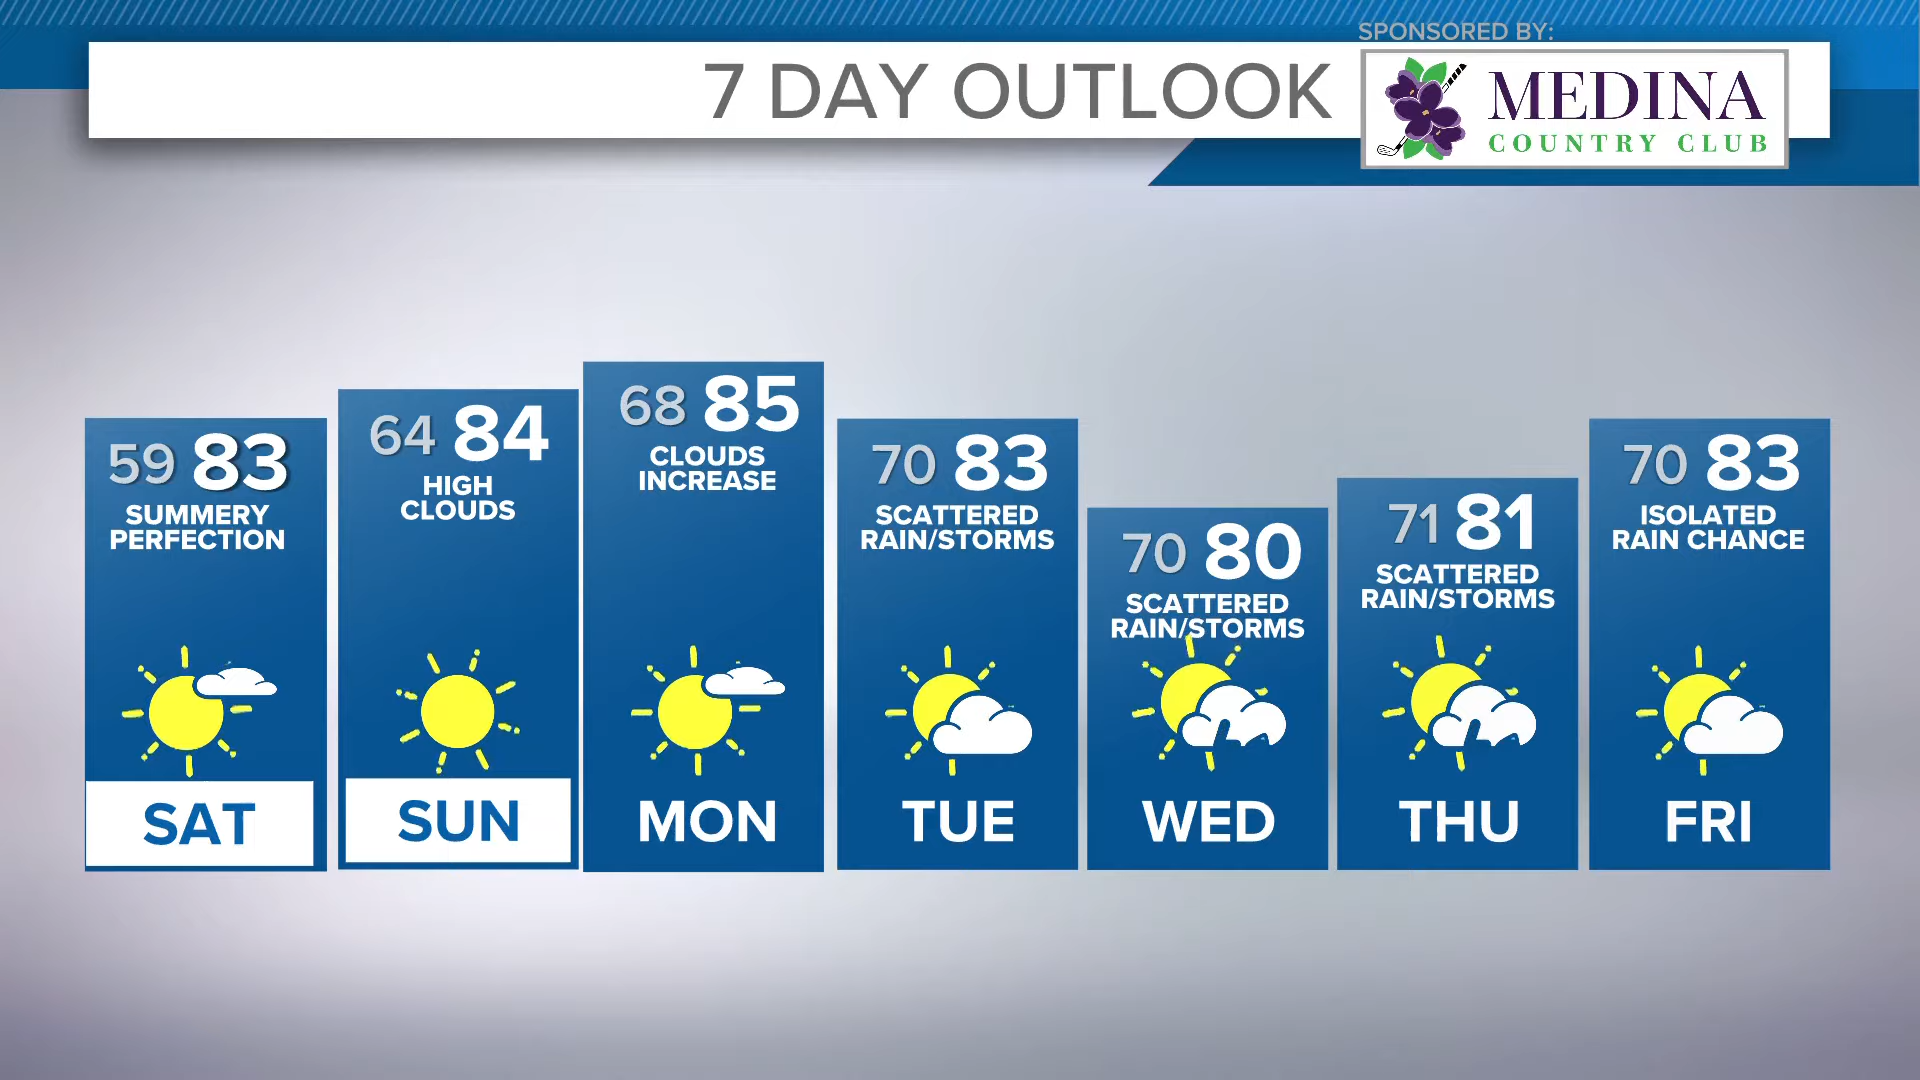 SPONSORED BY:
7 DAY OUTLOOK
MEDINA
COUNTRY CLUB
59 83
SUMMERY
PERFECTION
SAT
64 84
HIGH
CLOUDS
SUN
68 85
CLOUDS
INCREASE
MON
70 83
SCATTERED
RAIN/STORMS
TUE
70 80
SCATTERED
RAIN/STORMS
WED
71 81
SCATTERED
RAIN/STORMS
THU
70 83
ISOLATED
RAIN CHANCE
FRI